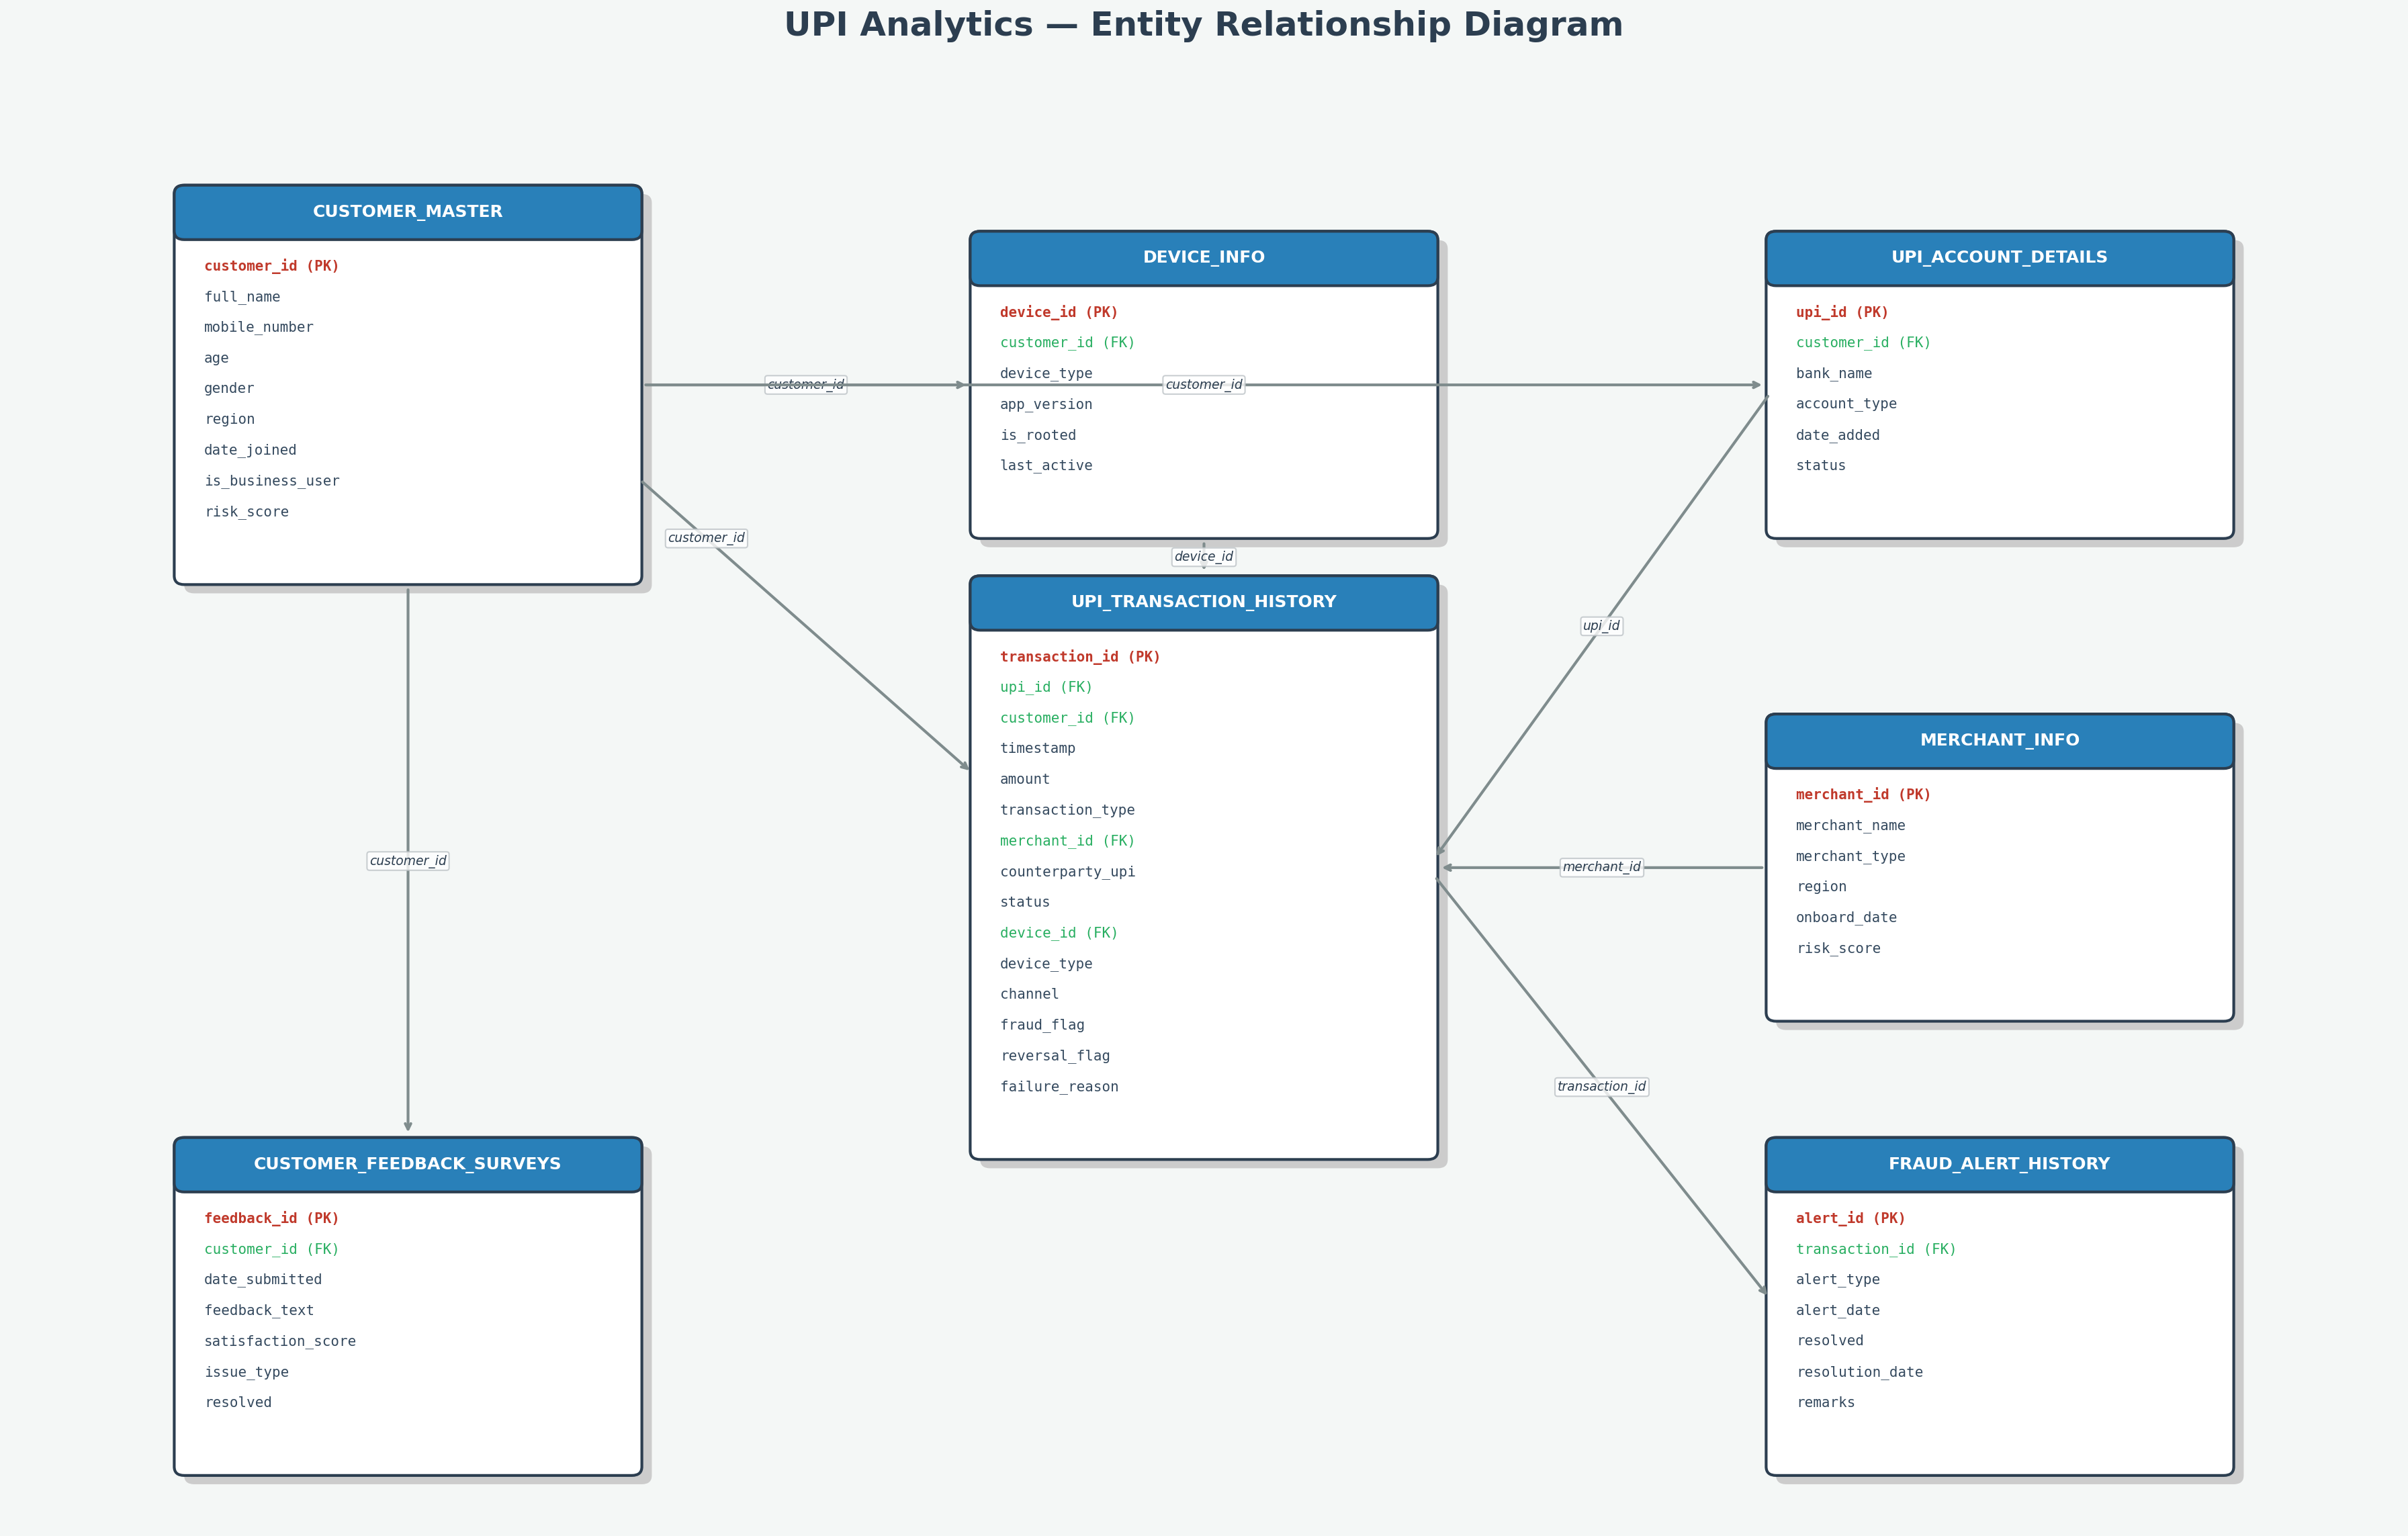 UPI Analytics — Entity Relationship Diagram
CUSTOMER_MASTER
customer_id (PK)
full_name
mobile_number
age
gender
region
date_joined
is_business_user
risk_score
customer_id
customer_id
customer_id
customer_id
DEVICE_INFO
device_id (PK)
customer_id (FK)
device_type
app_version
is_rooted
last_active
device_id
UPI_ACCOUNT_DETAILS
upi_id (PK)
customer_id (FK)
bank_name
account_type
date_added
status
upi_id
UPI_TRANSACTION_HISTORY
transaction_id (PK)
upi_id (FK)
customer_id (FK)
timestamp
amount
transaction_type
merchant_id (FK)
counterparty_upi
status
device_id (FK)
device_type
channel
fraud_flag
reversal_flag
failure_reason
merchant_id
transaction_id
MERCHANT_INFO
merchant_id (PK)
merchant_name
merchant_type
region
onboard_date
risk_score
CUSTOMER_FEEDBACK_SURVEYS
feedback_id (PK)
customer_id (FK)
date_submitted
feedback_text
satisfaction_score
issue_type
resolved
FRAUD_ALERT_HISTORY
alert_id (PK)
transaction_id (FK)
alert_type
alert_date
resolved
resolution_date
remarks